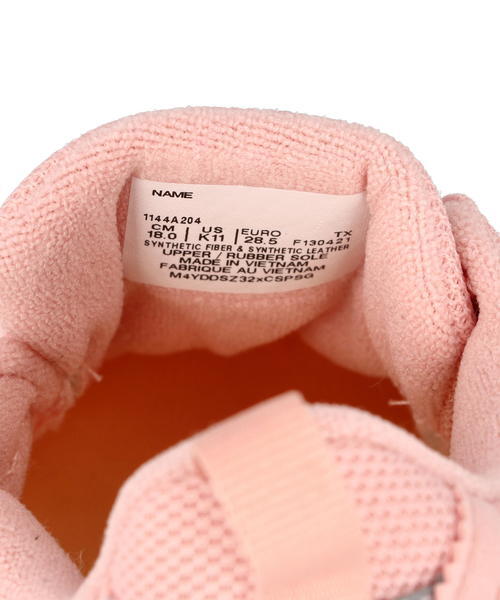 NAME
1144A204
CM US EURO TX
18.0 K11 28.5 F130421
SYNTHETIC FIBER & SYNTHETIC LEATHER
UPPER / RUBBER SOLE
MADE IN VIETNAM
FABRIQUE AU VIETNAM
M4YDDSZ32xCSPSG